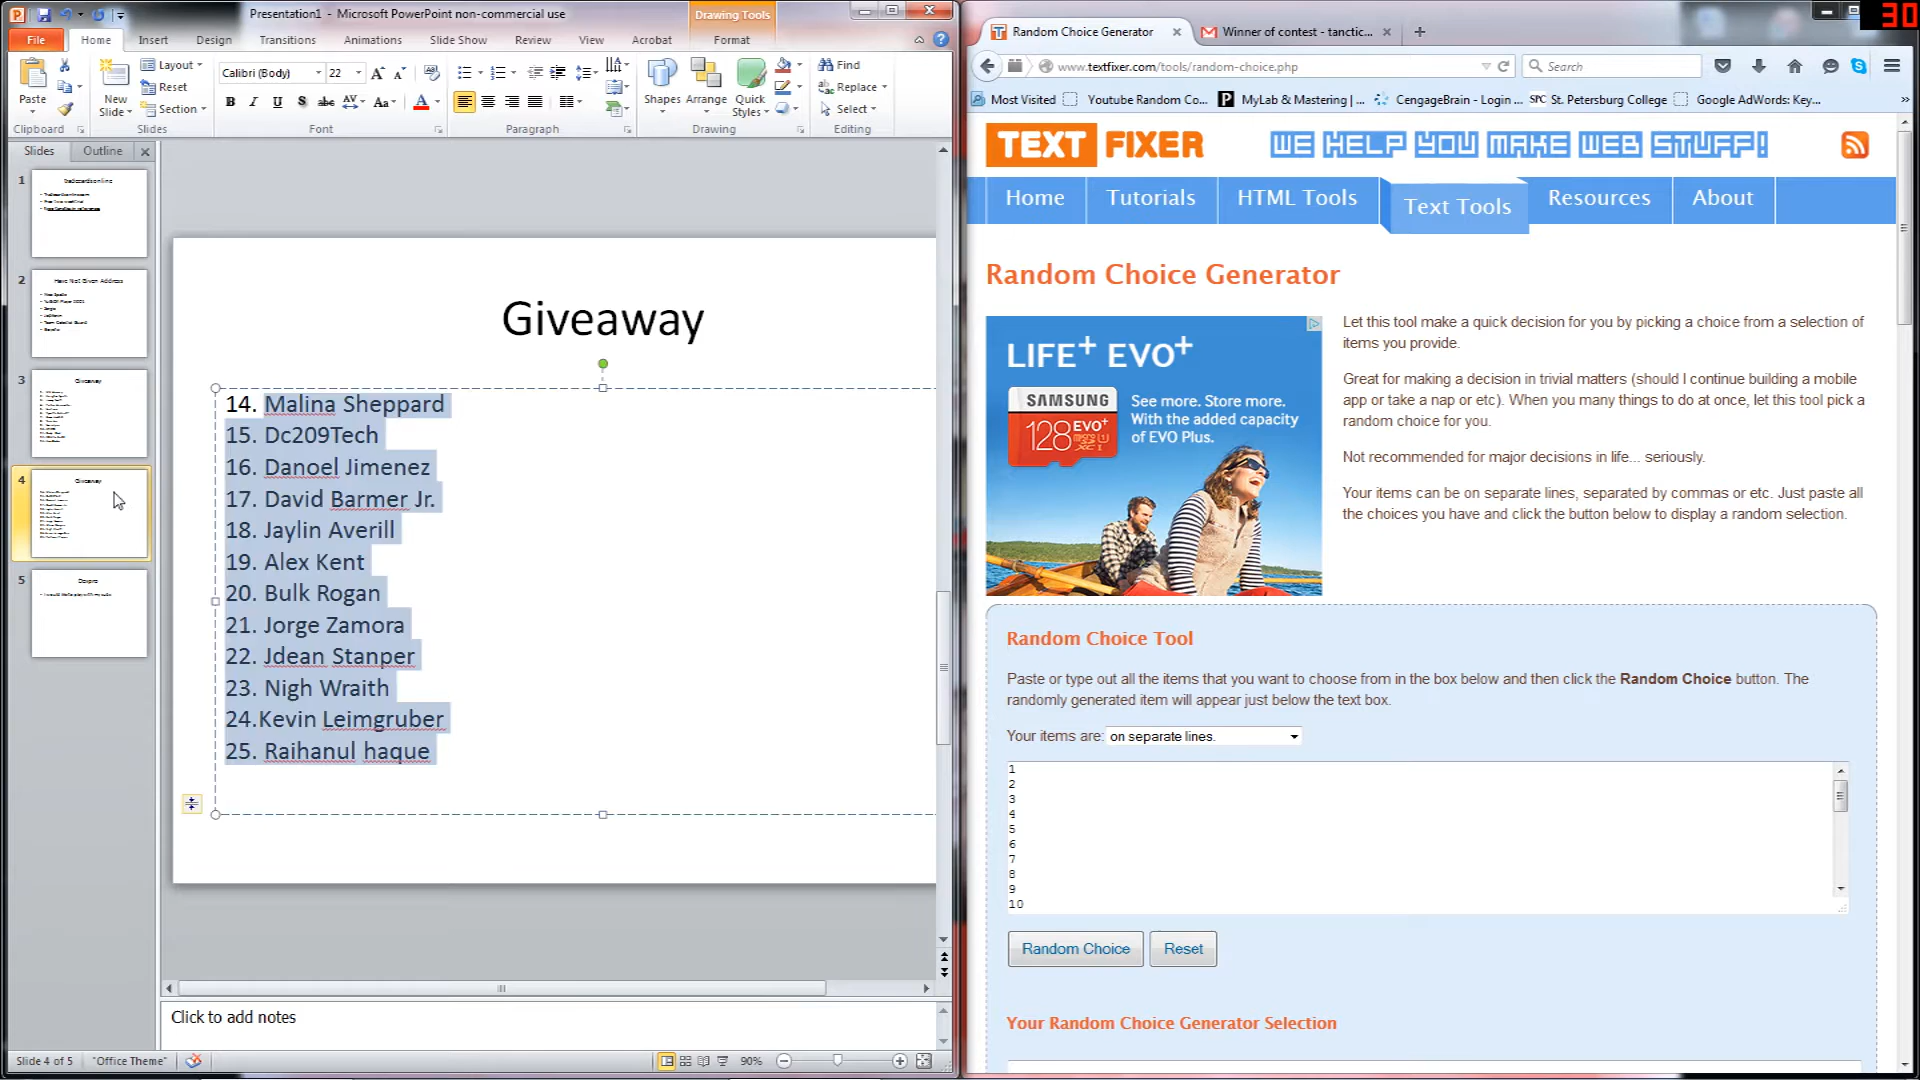 Presentation1 - Microsoft PowerPoint non-commercial use
Drawing Tools
File
Home
Insert
Design
Transitions
Animations
Slide Show
Review
View
Acrobat
Format
Paste
New
Slide
Layout
Reset
Section
Calibri (Body)
22
Shapes
Arrange
Quick
Styles
Find
Replace
Select
Clipboard
Slides
Font
Paragraph
Drawing
Editing
Slides
Outline
1
2
Have Not Given Address
3
Giveaway
4
Giveaway
5
Giveaway
14. Malina Sheppard
15. Dc209Tech
16. Danoel Jimenez
17. David Barmer Jr.
18. Jaylin Averill
19. Alex Kent
20. Bulk Rogan
21. Jorge Zamora
22. Jdean Stanper
23. Nigh Wraith
24.Kevin Leimgruber
25. Raihanul haque
Click to add notes
Slide 4 of 5
"Office Theme"
90%
30
Random Choice Generator
Winner of contest - tanctic...
www.textfixer.com/tools/random-choice.php
Search
Most Visited
Youtube Random Co...
MyLab & Mastering | ...
CengageBrain - Login ...
SPC St. Petersburg College
Google AdWords: Key...
TEXT FIXER
WE HELP YOU MAKE WEB STUFF!
Home
Tutorials
HTML Tools
Text Tools
Resources
About
Random Choice Generator
LIFE+ EVO+
SAMSUNG
128 EVO+
See more. Store more.
With the added capacity
of EVO Plus.
Let this tool make a quick decision for you by picking a choice from a selection of
items you provide.
Great for making a decision in trivial matters (should I continue building a mobile
app or take a nap or etc). When you many things to do at once, let this tool pick a
random choice for you.
Not recommended for major decisions in life... seriously.
Your items can be on separate lines, separated by commas or etc. Just paste all
the choices you have and click the button below to display a random selection.
Random Choice Tool
Paste or type out all the items that you want to choose from in the box below and then click the Random Choice button. The
randomly generated item will appear just below the text box.
Your items are: on separate lines.
1
2
3
4
5
6
7
8
9
10
Random Choice
Reset
Your Random Choice Generator Selection